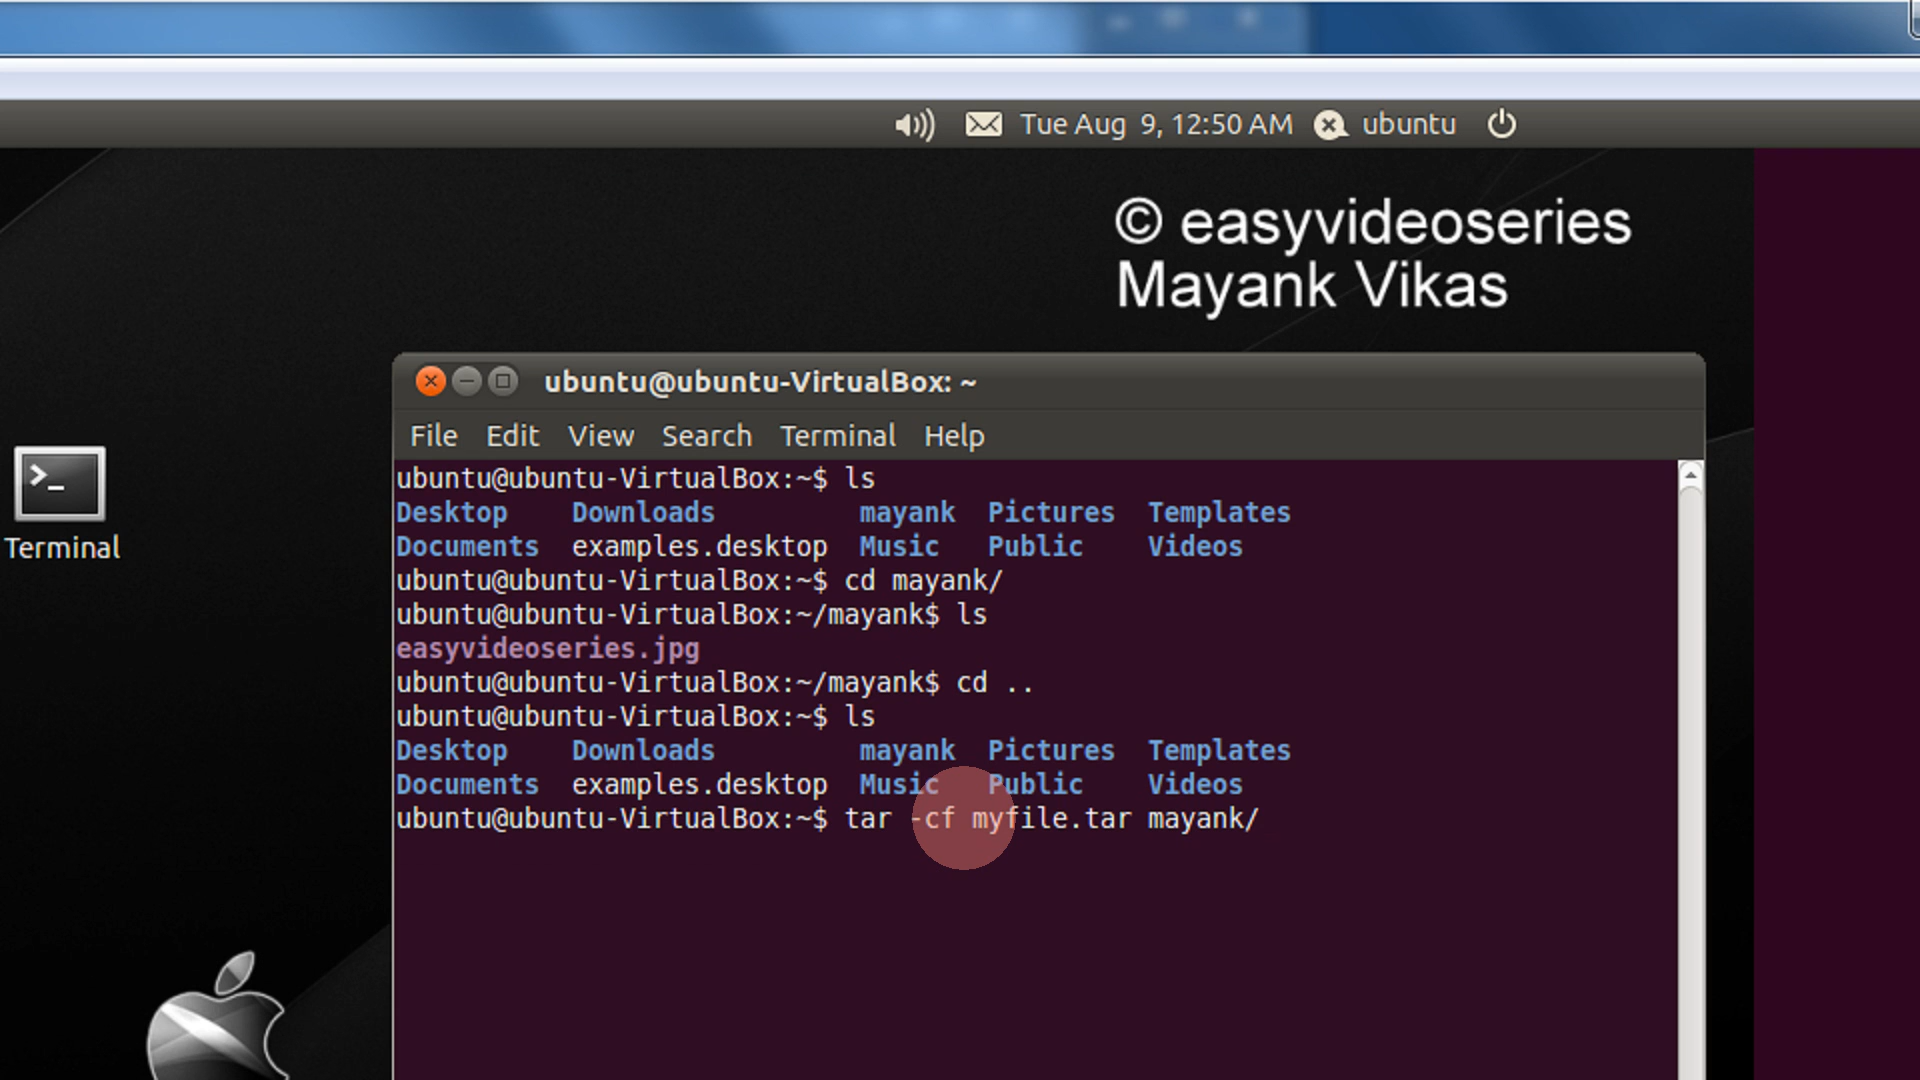 Tue Aug 9, 12:50 AM ubuntu
© easyvideoseries
Mayank Vikas
ubuntu@ubuntu-VirtualBox: ~
File Edit View Search Terminal Help
Terminal
ubuntu@ubuntu-VirtualBox:~$ ls
Desktop Downloads mayank Pictures Templates
Documents examples.desktop Music Public Videos
ubuntu@ubuntu-VirtualBox:~$ cd mayank/
ubuntu@ubuntu-VirtualBox:~/mayank$ ls
easyvideoseries.jpg
ubuntu@ubuntu-VirtualBox:~/mayank$ cd ..
ubuntu@ubuntu-VirtualBox:~$ ls
Desktop Downloads mayank Pictures Templates
Documents examples.desktop Music Public Videos
ubuntu@ubuntu-VirtualBox:~$ tar -cf myfile.tar mayank/